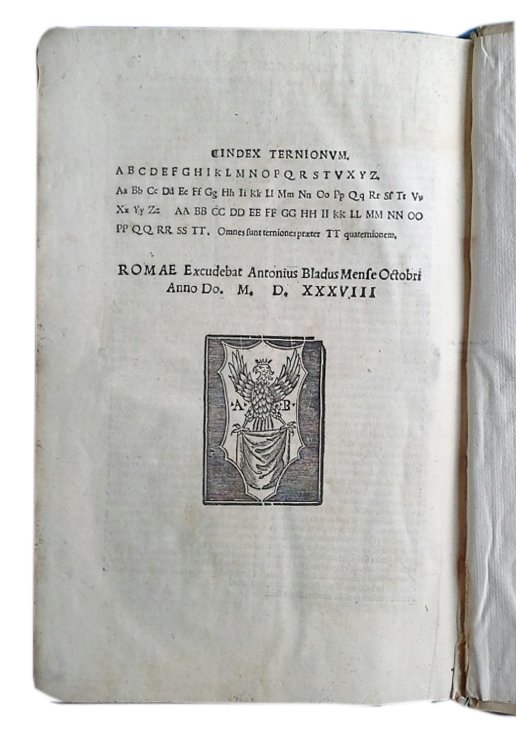 ⁋INDEX TERNIONVM.
A B C D E F G H I K L M N O P Q R S T V X Y Z.
Aa Bb Cc Dd Ee Ff Gg Hh Ii Kk Ll Mm Nn Oo Pp Qq Rr Sſ Tt Vv
Xx Yy Zz AA BB CC DD EE FF GG HH II KK LL MM NN OO
PP QQ RR SS TT. Omnes ſunt terniones præter TT quaternionem.
ROMAE Excudebat Antonius Bladus Menſe Octobri
Anno Do. M. D. XXXVIII
·A· ·B·